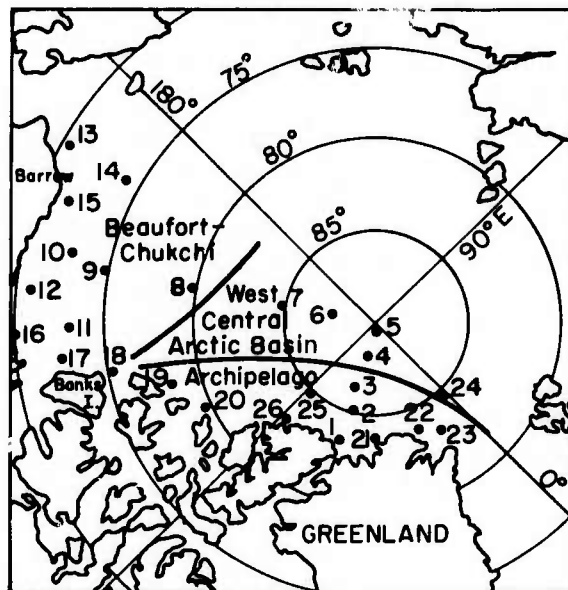 75°
180°
80°
13
Barrow
14
15
Beaufort-
Chukchi
85°
90°E
10
9
12
8
7
West
6
Central
5
16
11
Arctic Basin
4
17
18
Archipelago
3
24
19
Banks
I.
20
25
2
26
1
21
22
23
0°
GREENLAND